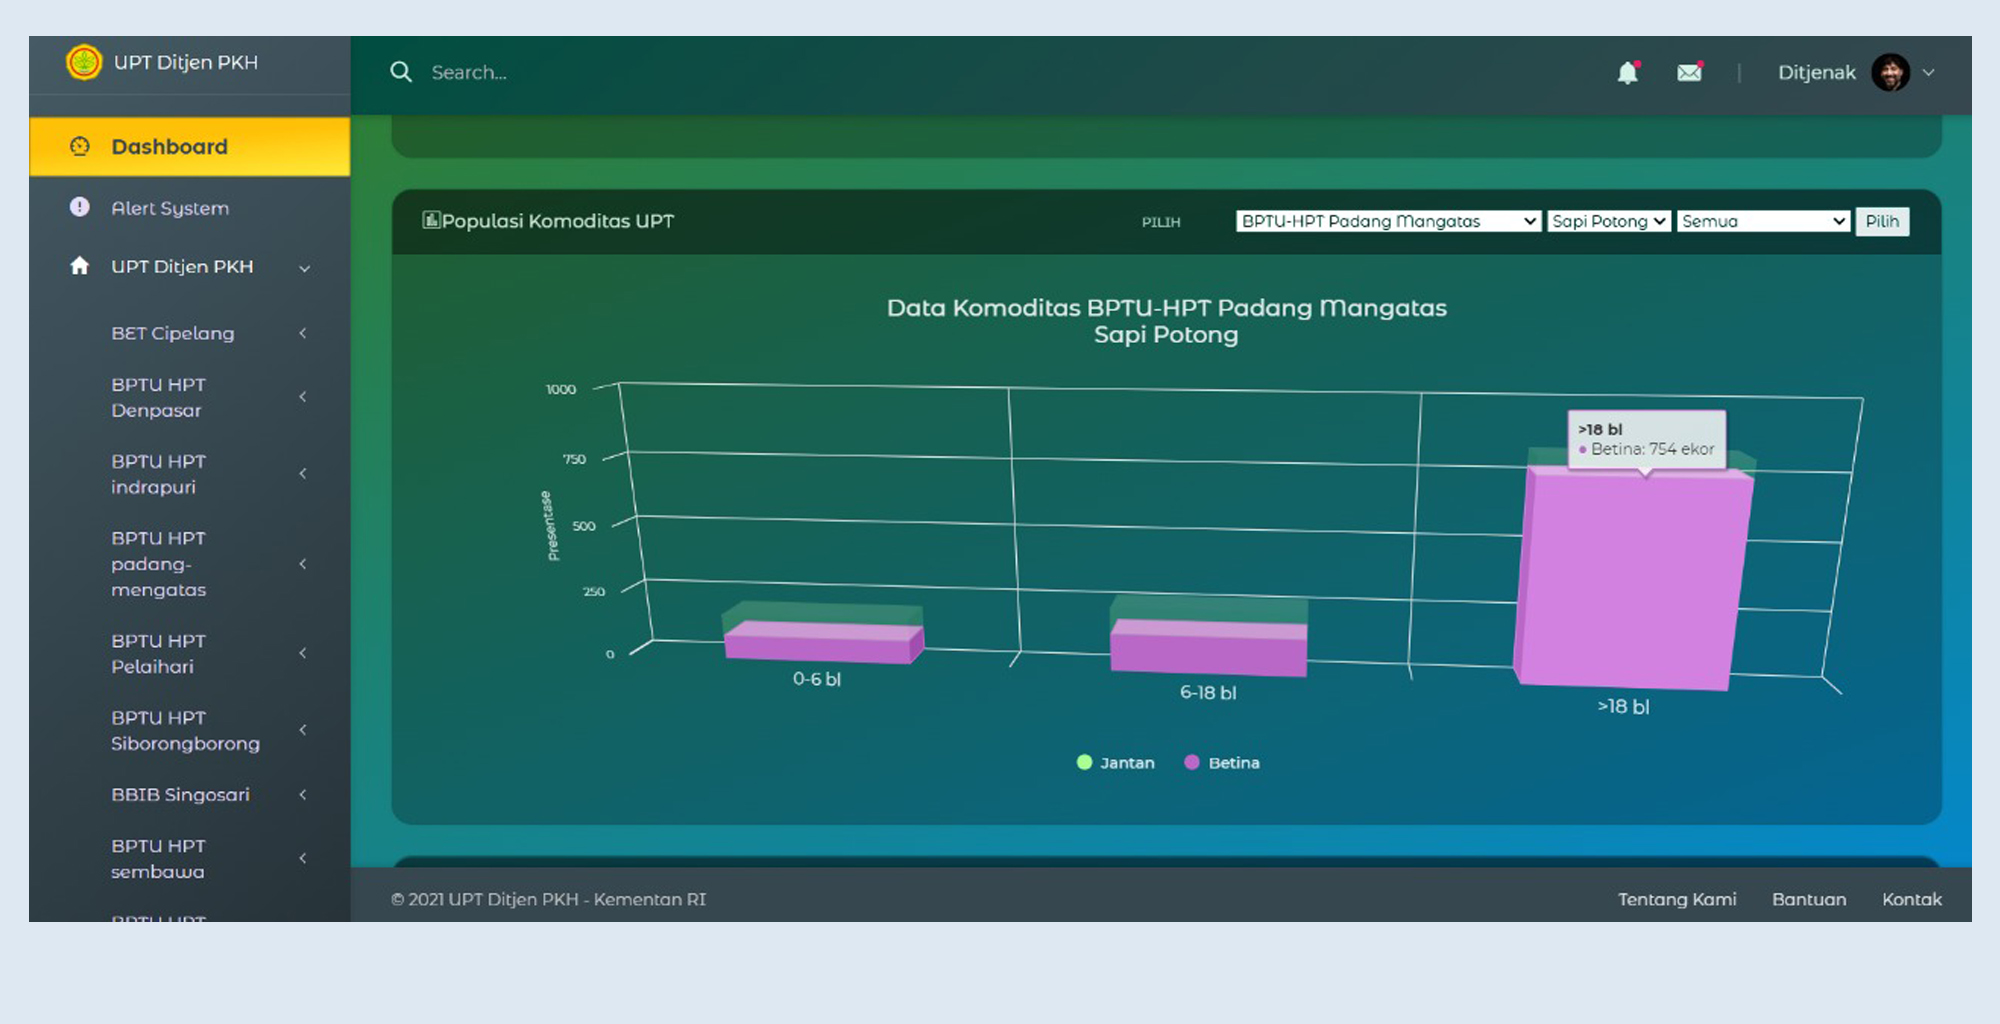 UPT Ditjen PKH
Search...
Ditjenak
Dashboard
Alert System
UPT Ditjen PKH
BET Cipelang
BPTU HPT
Denpasar
BPTU HPT
indrapuri
BPTU HPT
padang-
mengatas
BPTU HPT
Pelaihari
BPTU HPT
Siborongborong
BBIB Singosari
BPTU HPT
sembawa
BPTU HPT
Populasi Komoditas UPT
PILIH
BPTU-HPT Padang Mangatas
Sapi Potong
Semua
Pilih
Data Komoditas BPTU-HPT Padang Mangatas
Sapi Potong
Presentase
1000
750
500
250
0
>18 bl
Betina: 754 ekor
0-6 bl
6-18 bl
>18 bl
Jantan
Betina
© 2021 UPT Ditjen PKH - Kementan RI
Tentang Kami
Bantuan
Kontak